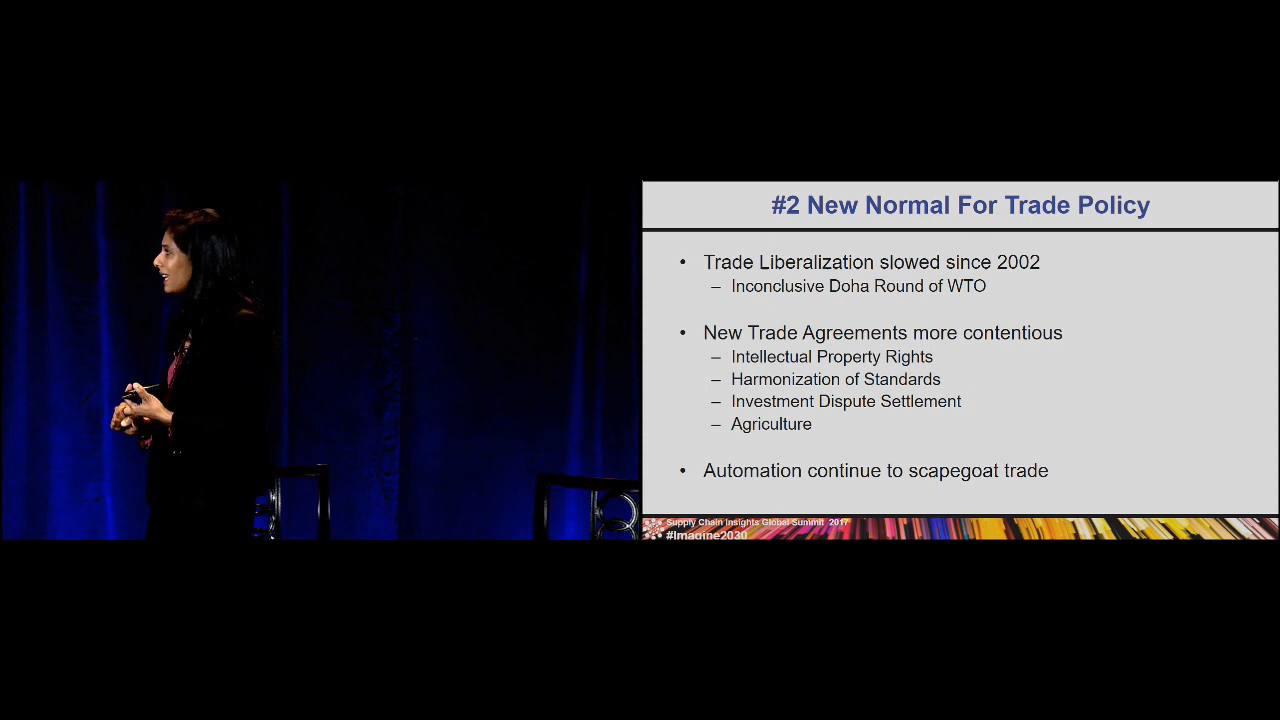 #2 New Normal For Trade Policy
• Trade Liberalization slowed since 2002
– Inconclusive Doha Round of WTO
• New Trade Agreements more contentious
– Intellectual Property Rights
– Harmonization of Standards
– Investment Dispute Settlement
– Agriculture
• Automation continue to scapegoat trade
Supply Chain Insights Global Summit 2017
#Imagine2030